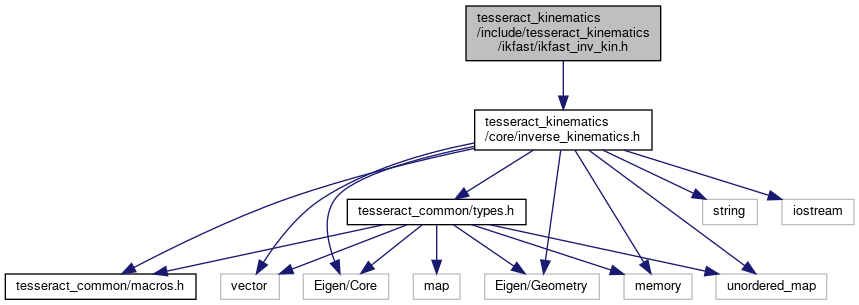 tesseract_kinematics
/include/tesseract_kinematics
/ikfast/ikfast_inv_kin.h
tesseract_kinematics
/core/inverse_kinematics.h
tesseract_common/types.h
string
iostream
tesseract_common/macros.h
vector
Eigen/Core
map
Eigen/Geometry
memory
unordered_map